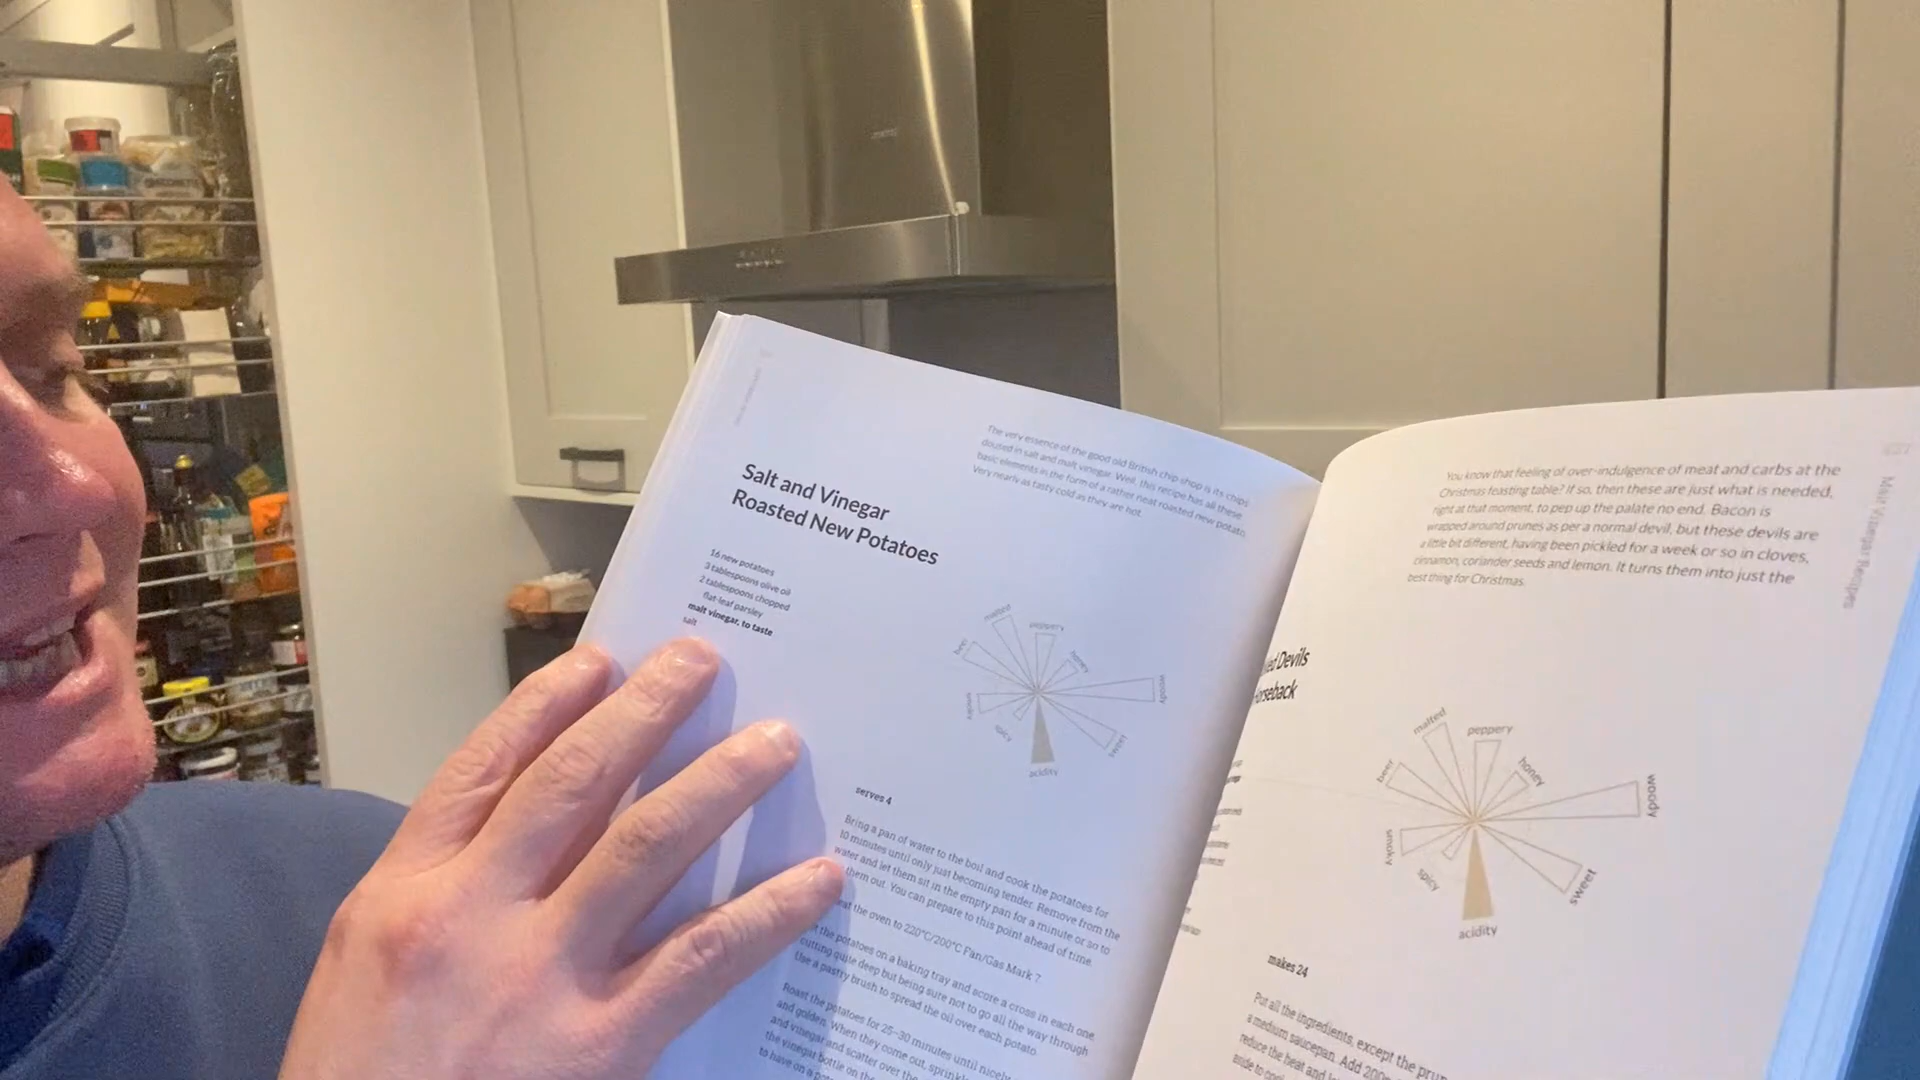 The very essence of the good old British chip shop is its chips
doused in salt and malt vinegar. Well, this recipe has all these
basic elements in the form of a rather neat roasted new potato.
Very nearly as tasty cold as they are hot.
Salt and Vinegar
Roasted New Potatoes
16 new potatoes
3 tablespoons olive oil
2 tablespoons chopped
flat-leaf parsley
malt vinegar, to taste
salt
malted
peppery
beer
honey
woody
smoky
spicy
sweet
acidity
serves 4
Bring a pan of water to the boil and cook the potatoes for
10 minutes until only just becoming tender. Remove from the
water and let them sit in the empty pan for a minute or so to
them out. You can prepare to this point ahead of time.
the oven to 220°C/200°C Fan/Gas Mark 7
the potatoes on a baking tray and score a cross in each one
cutting quite deep but being sure not to go all the way through
Use a pastry brush to spread the oil over each potato.
Roast the potatoes for 25–30 minutes until nicely
and golden. When they come out, sprinkle
and vinegar and scatter over the
the vinegar bottle on the
to have on a
You know that feeling of over-indulgence of meat and carbs at the
Christmas feasting table? If so, then these are just what is needed,
right at that moment, to pep up the palate no end. Bacon is
wrapped around prunes as per a normal devil, but these devils are
a little bit different, having been pickled for a week or so in cloves,
cinnamon, coriander seeds and lemon. It turns them into just the
best thing for Christmas.
Malt Vinegar Recipes
Devils
malted
peppery
beer
honey
woody
smoky
spicy
sweet
acidity
makes 24
Put all the ingredients, except the
a medium saucepan. Add
reduce the heat and
aside to cool